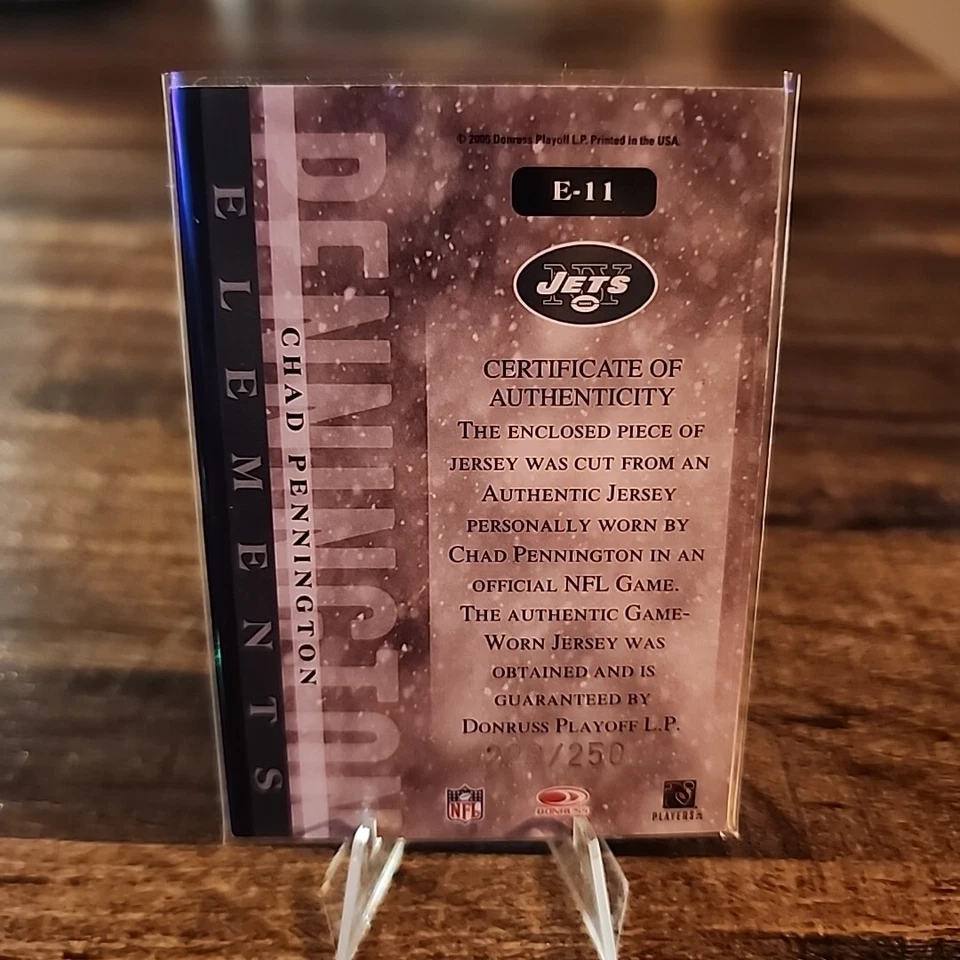 © 2005 Donruss Playoff L.P. Printed in the USA.
E-11
NY
JETS
CERTIFICATE OF
AUTHENTICITY
THE ENCLOSED PIECE OF
JERSEY WAS CUT FROM AN
AUTHENTIC JERSEY
PERSONALLY WORN BY
CHAD PENNINGTON IN AN
OFFICIAL NFL GAME.
THE AUTHENTIC GAME-
WORN JERSEY WAS
OBTAINED AND IS
GUARANTEED BY
DONRUSS PLAYOFF L.P.
/250
NFL
DONRUSS
PLAYERS
ELEMENTS
CHAD PENNINGTON
PENNINGTON